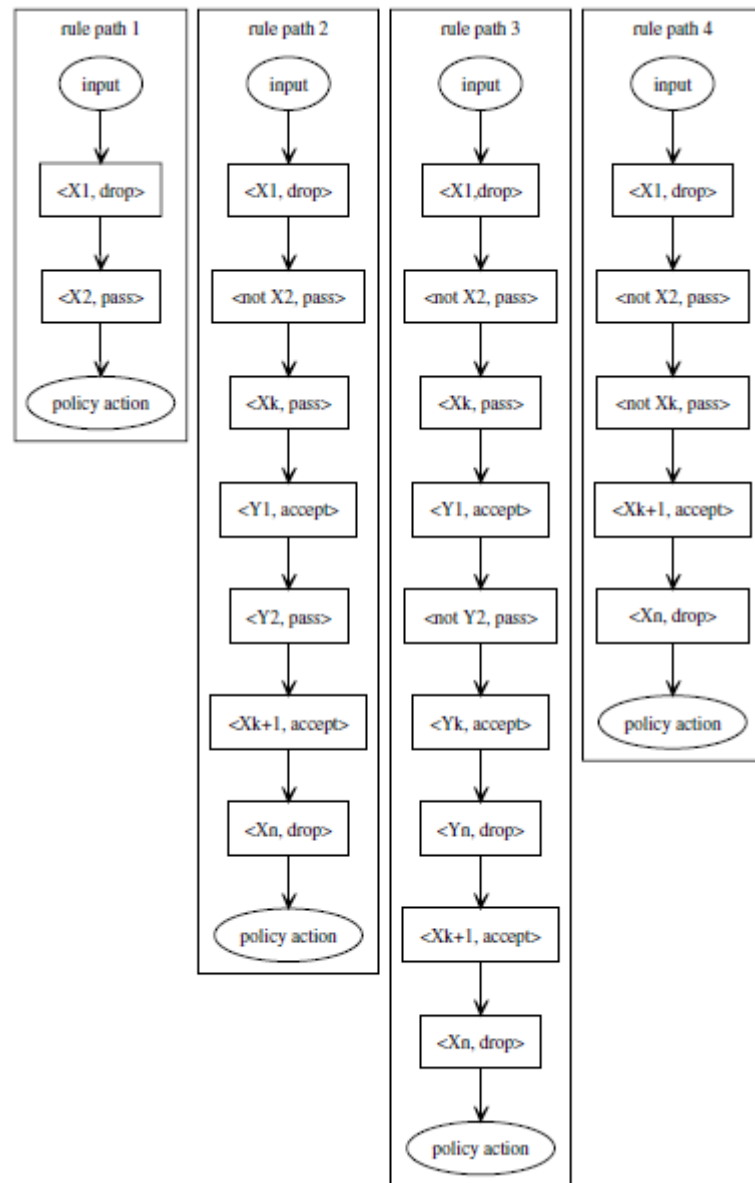 rule path 1
input
<X1, drop>
<X2, pass>
policy action
rule path 2
input
<X1, drop>
<not X2, pass>
<Xk, pass>
<Y1, accept>
<Y2, pass>
<Xk+1, accept>
<Xn, drop>
policy action
rule path 3
input
<X1,drop>
<not X2, pass>
<Xk, pass>
<Y1, accept>
<not Y2, pass>
<Yk, accept>
<Yn, drop>
<Xk+1, accept>
<Xn, drop>
policy action
rule path 4
input
<X1, drop>
<not X2, pass>
<not Xk, pass>
<Xk+1, accept>
<Xn, drop>
policy action